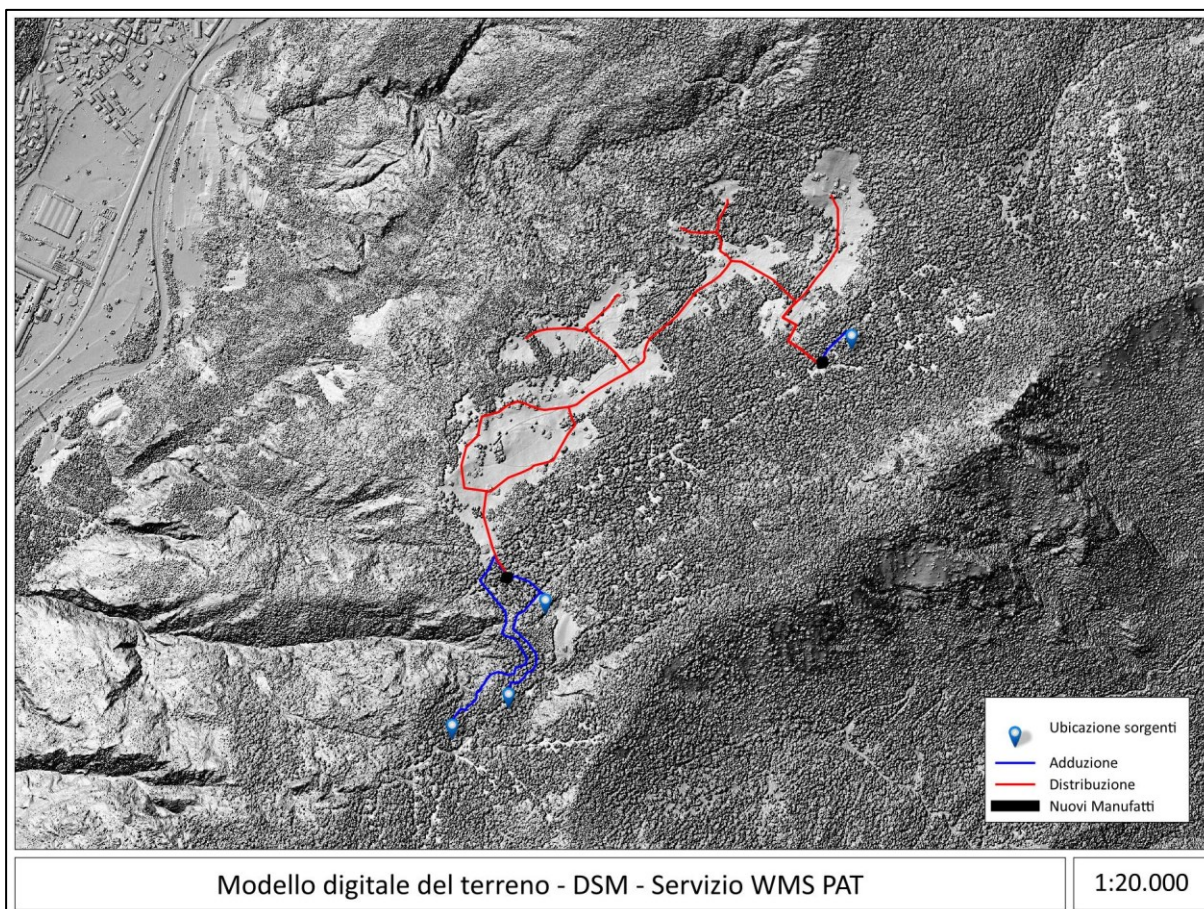 Ubicazione sorgenti
Adduzione
Distribuzione
Nuovi Manufatti
Modello digitale del terreno - DSM - Servizio WMS PAT
1:20.000